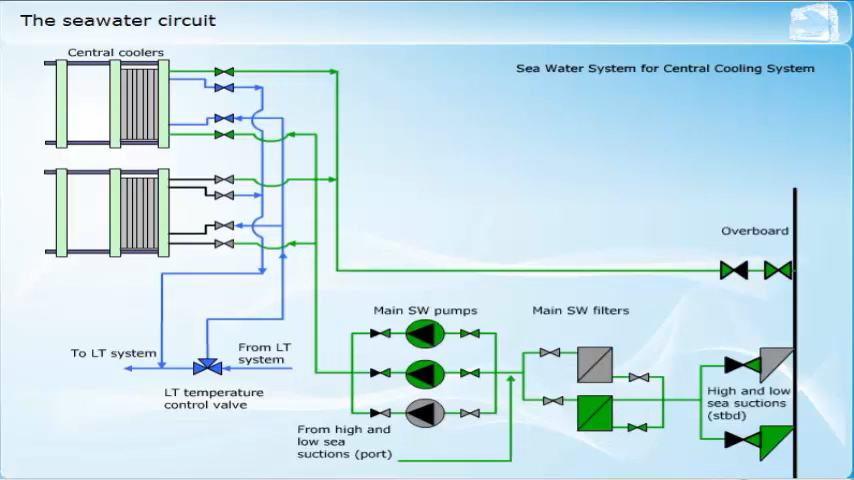 The seawater circuit
Central coolers
Sea Water System for Central Cooling System
Overboard
Main SW pumps
Main SW filters
To LT system
From LT
system
LT temperature
control valve
High and low
sea suctions
(stbd)
From high and
low sea
suctions (port)